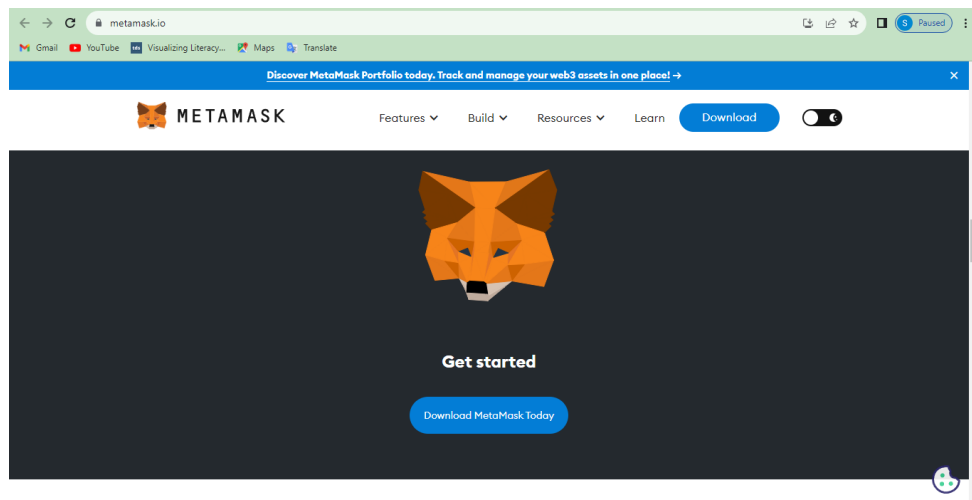 metamask.io
S Paused
Gmail YouTube Visualizing Literacy... Maps Translate
Discover MetaMask Portfolio today. Track and manage your web3 assets in one place! →
METAMASK Features Build Resources Learn Download
Get started
Download MetaMask Today